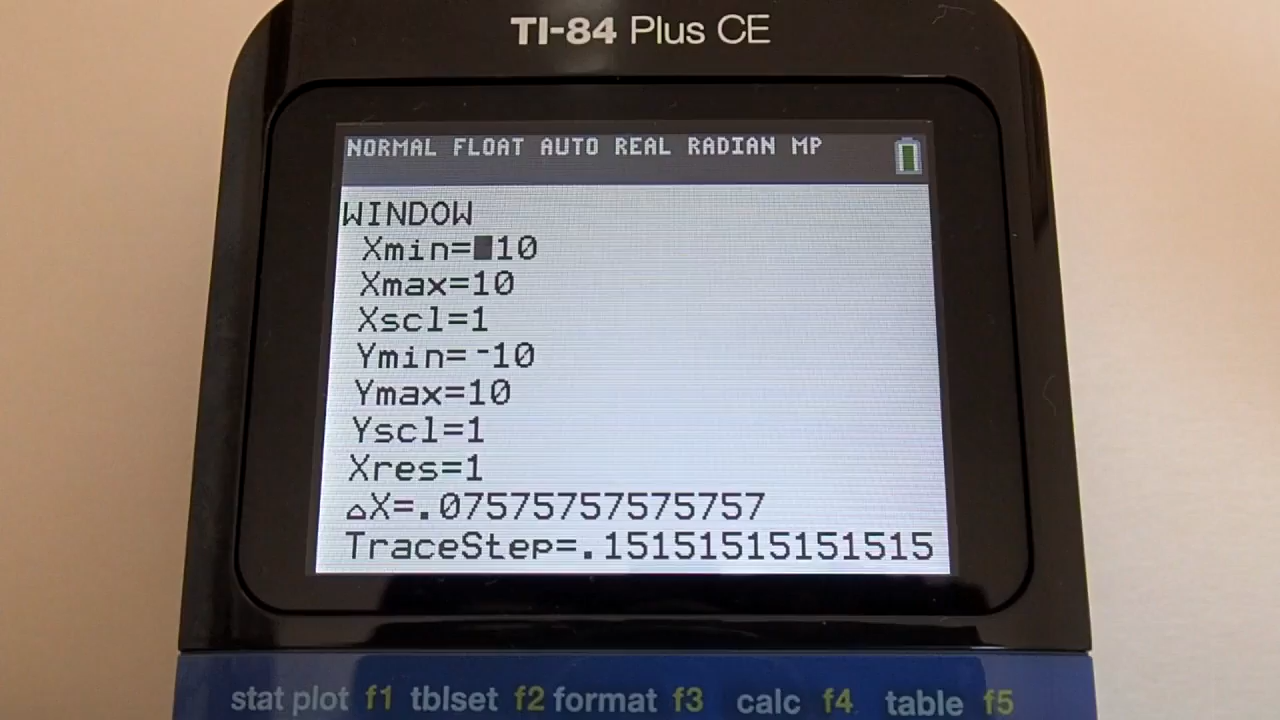 TI-84 Plus CE
NORMAL FLOAT AUTO REAL RADIAN MP
WINDOW
Xmin=10
Xmax=10
Xscl=1
Ymin=-10
Ymax=10
Yscl=1
Xres=1
△X=.07575757575757
TraceStep=.15151515151515
stat plot f1 tblset f2 format f3 calc f4 table f5